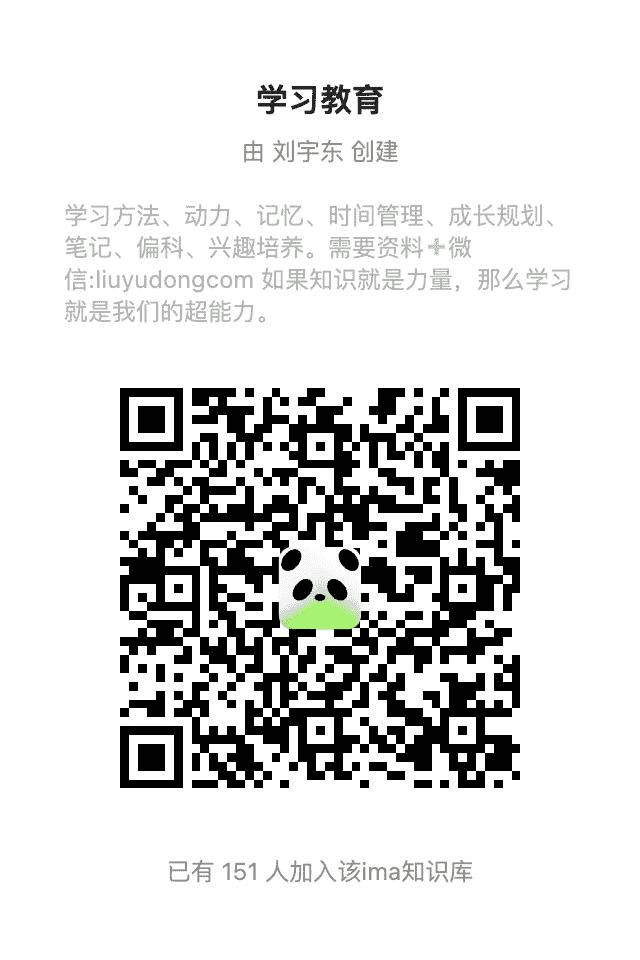 学习教育
由 刘宇东 创建
学习方法、动力、记忆、时间管理、成长规划、
笔记、偏科、兴趣培养。需要资料➕微
信:liuyudongcom 如果知识就是力量，那么学习
就是我们的超能力。
已有 151 人加入该ima知识库